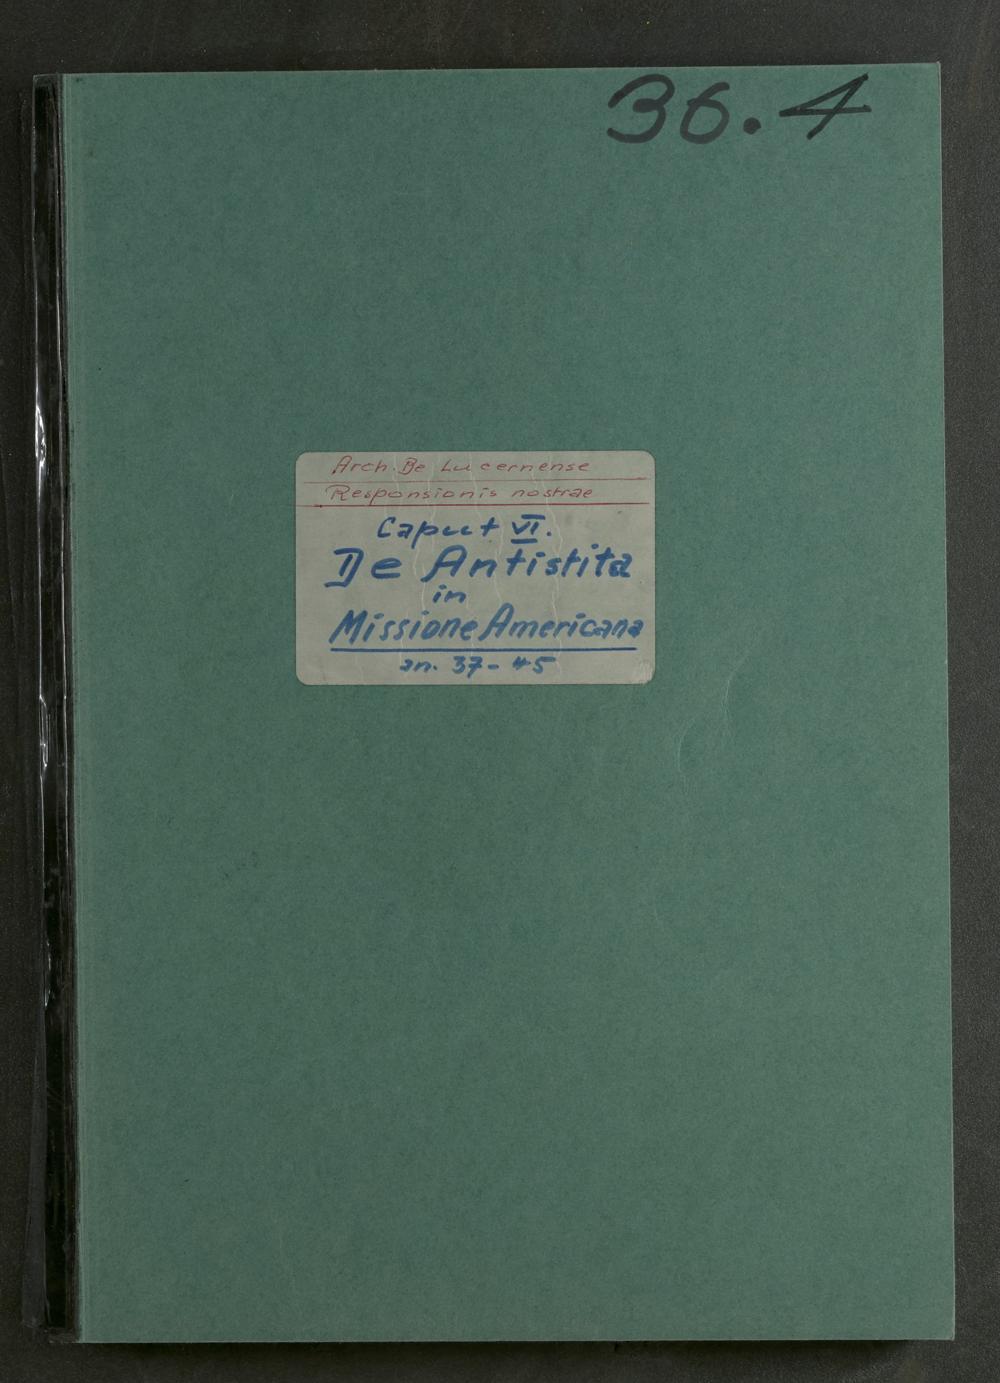 36.4
Arch. Be Lucernense
Responsionis nostrae
Caput VI.
De Antistita
in
Missione Americana
an. 37-45